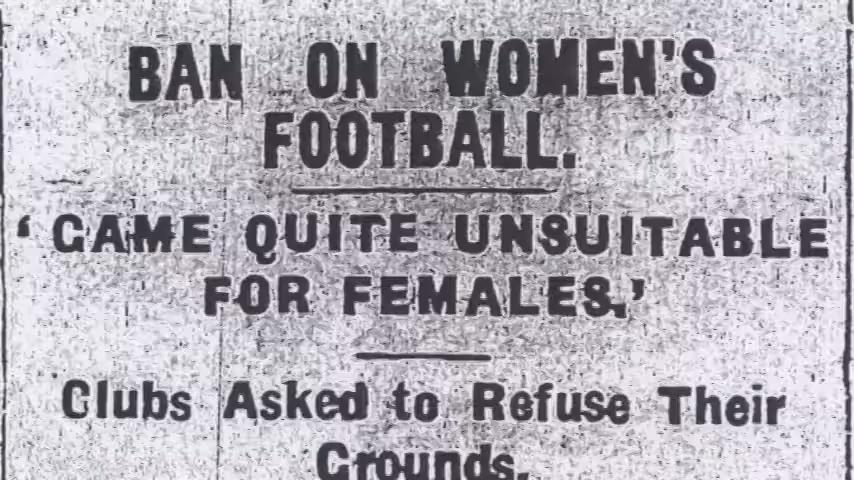 BAN ON WOMEN'S
FOOTBALL.
'GAME QUITE UNSUITABLE
FOR FEMALES.'
Clubs Asked to Refuse Their
Grounds.